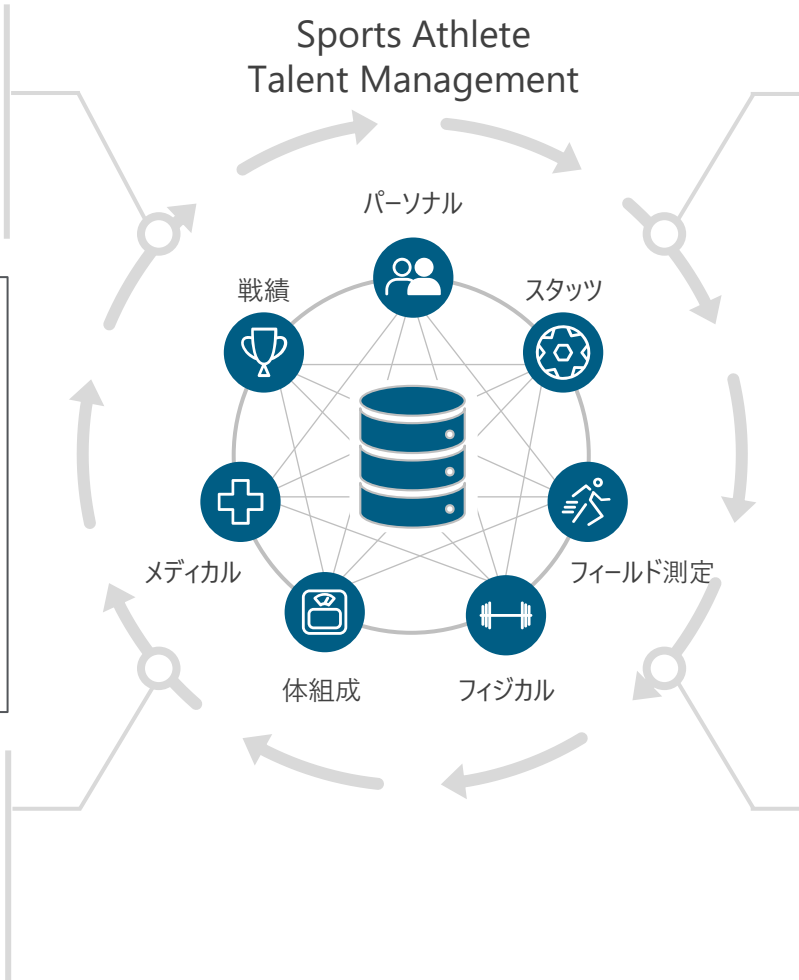 Sports Athlete
Talent Management
パーソナル
戦績
スタッツ
メディカル
フィールド測定
体組成
フィジカル